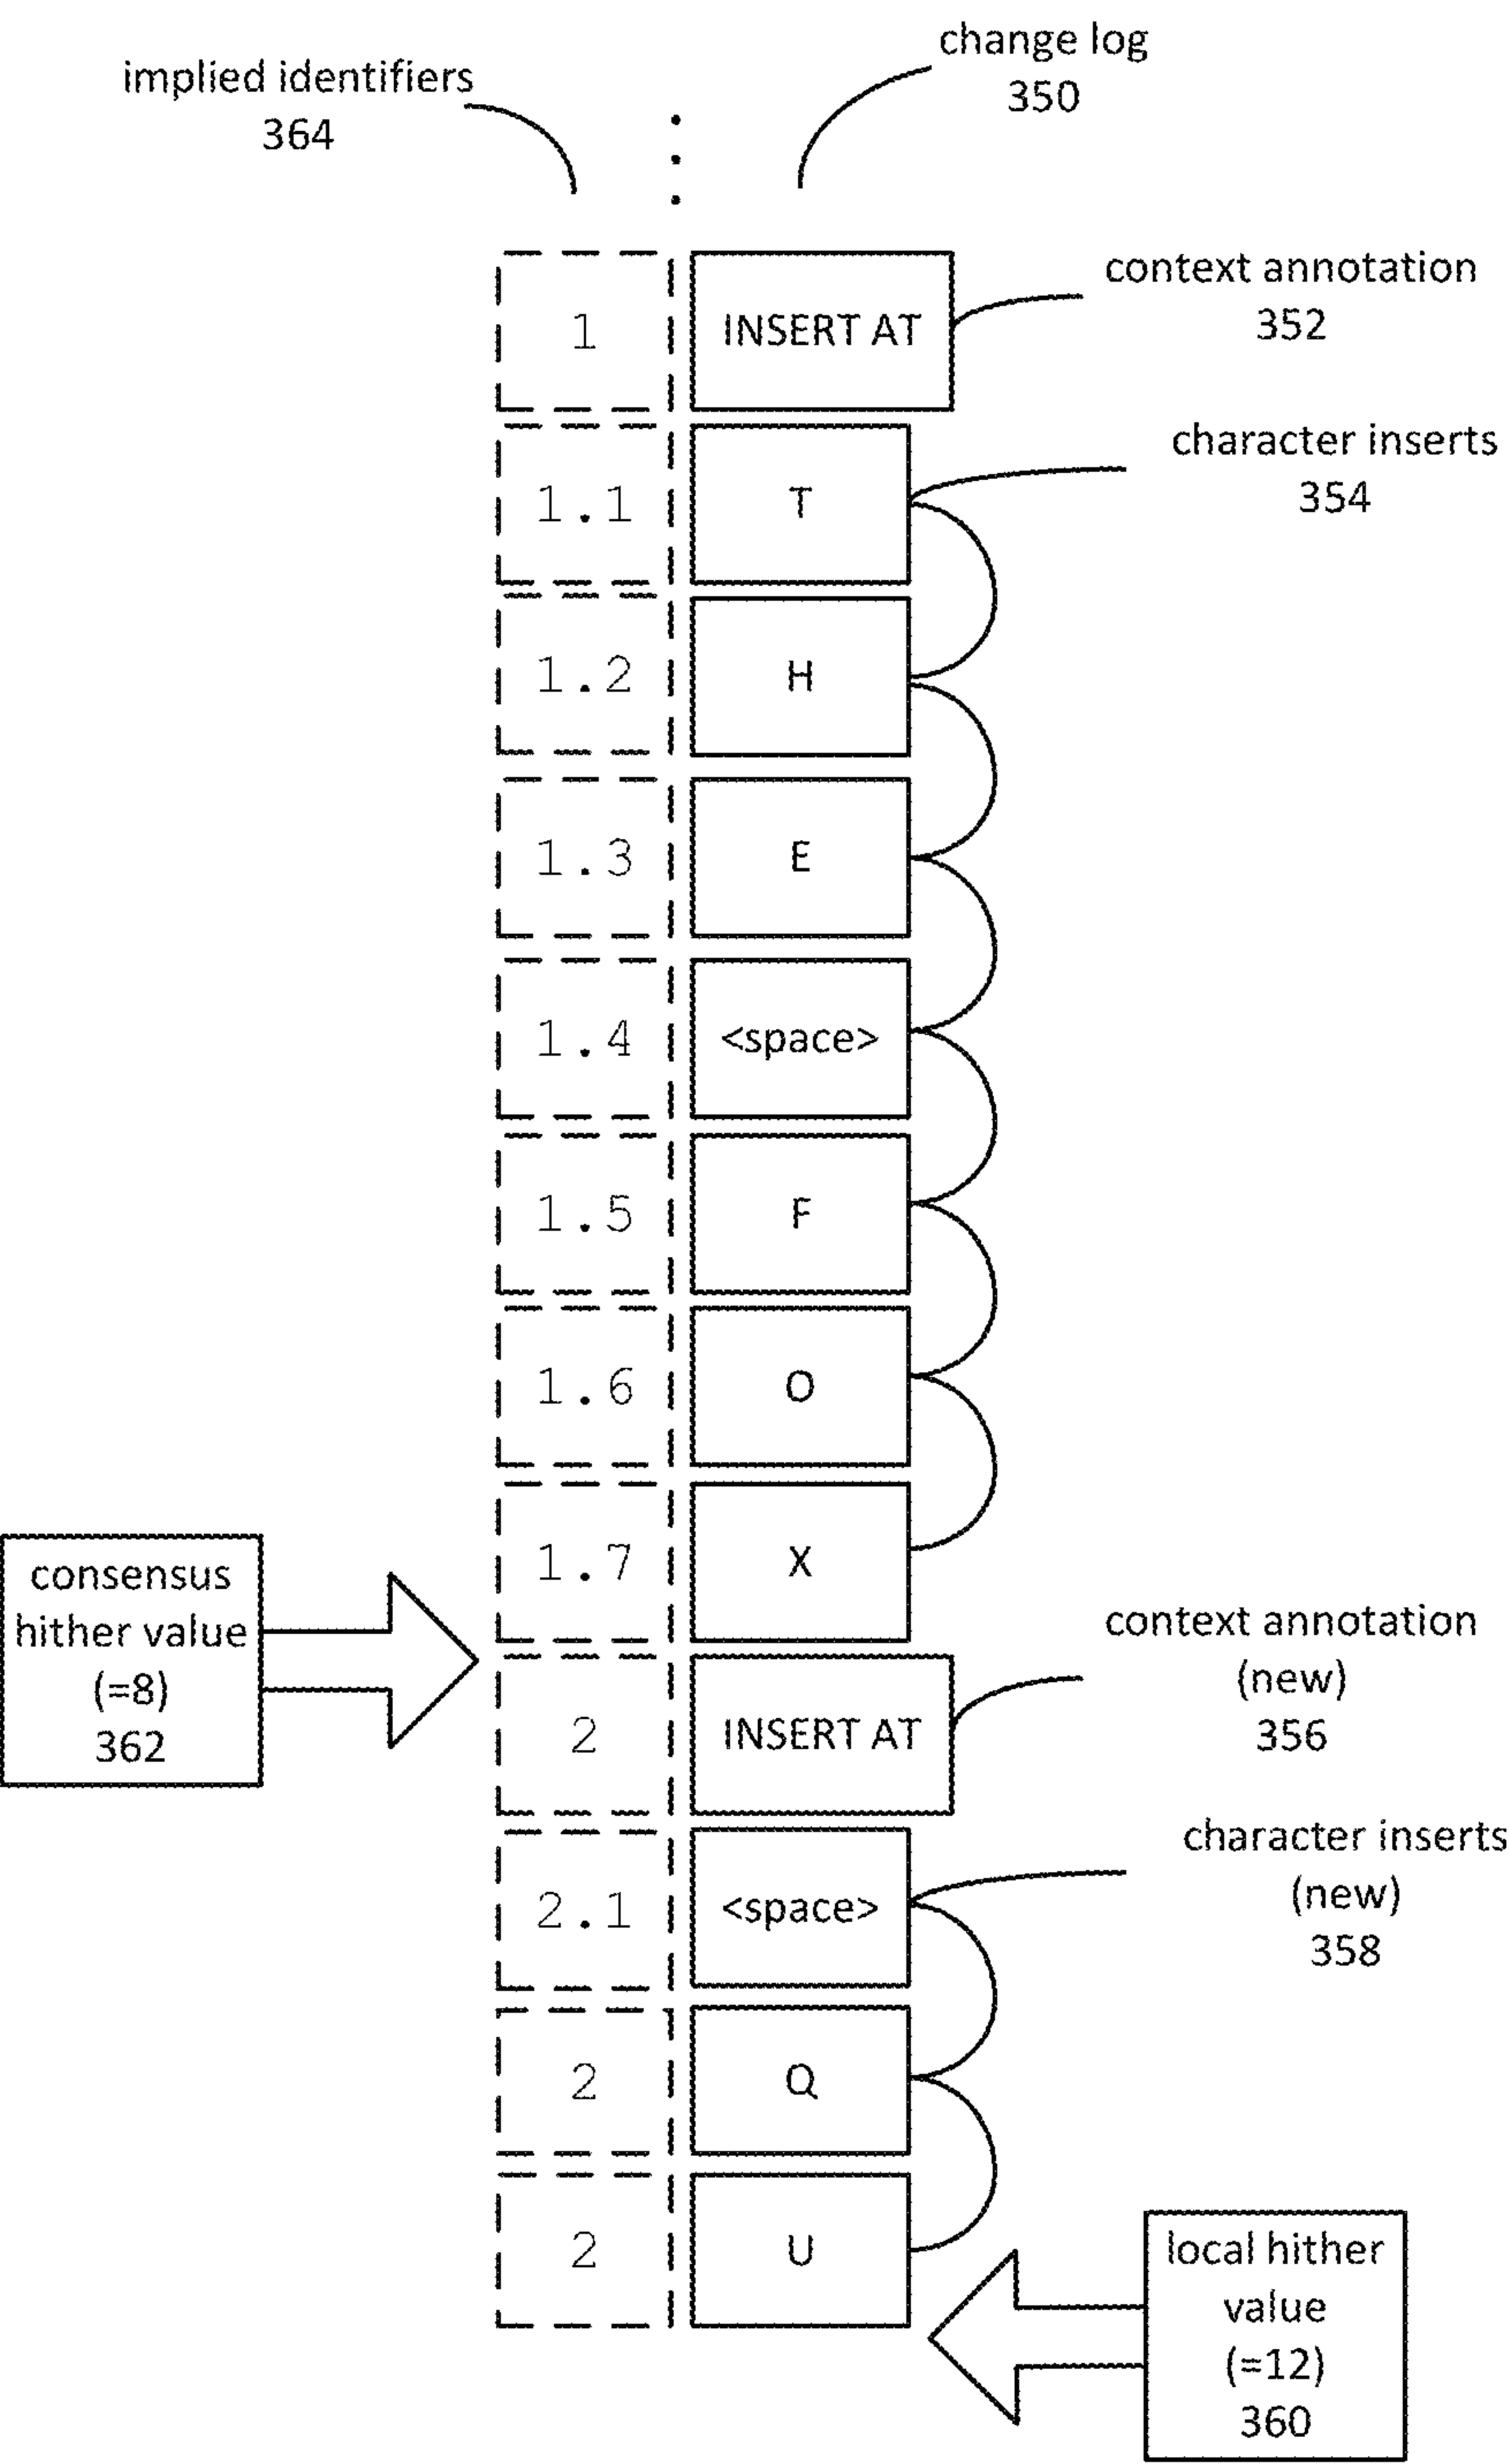 change log
350
implied identifiers
364
1 INSERT AT
context annotation
352
1.1 T
character inserts
354
1.2 H
1.3 E
1.4 <space>
1.5 F
1.6 O
1.7 X
consensus
hither value
(=8)
362
2 INSERT AT
context annotation
(new)
356
2.1 <space>
character inserts
(new)
358
2 Q
2 U
local hither
value
(=12)
360